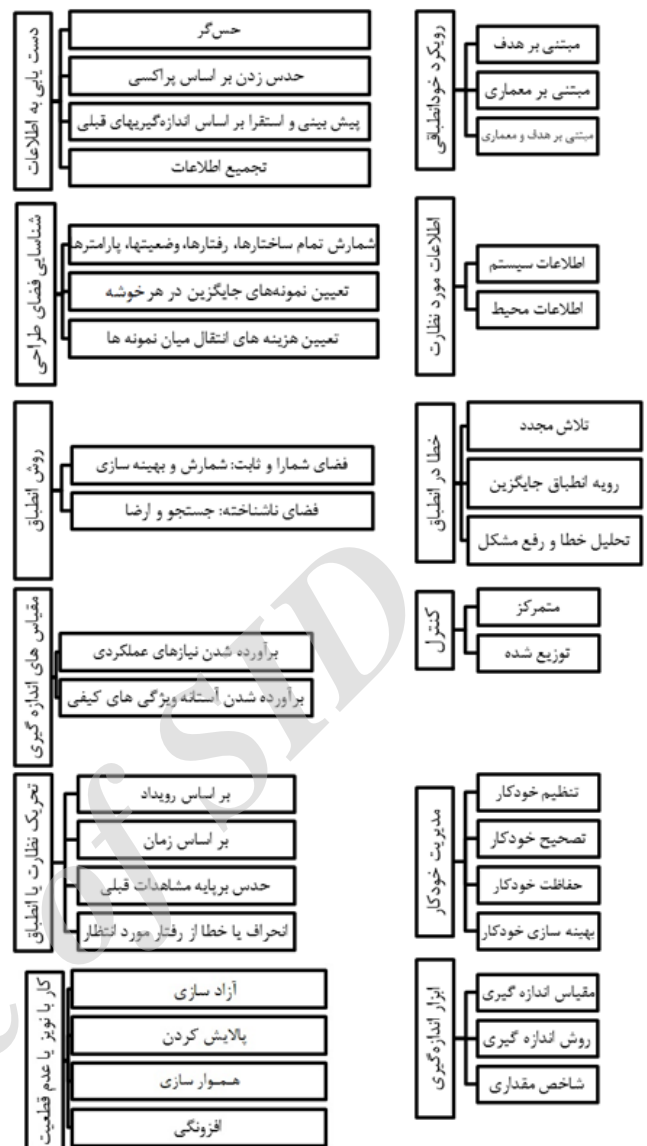 رویکرد خودانطباقی
مبتنی بر هدف
مبتنی بر معماری
مبتنی بر هدف و معماری
دست یابی به اطلاعات
حس‌گر
حدس زدن بر اساس پراکسی
پیش بینی و استقرا بر اساس اندازه‌گیریهای قبلی
تجمیع اطلاعات
اطلاعات مورد نظارت
اطلاعات سیستم
اطلاعات محیط
شناسایی فضای طراحی
شمارش تمام ساختارها، رفتارها، وضعیتها، پارامترها
تعیین نمونه‌های جایگزین در هر خوشه
تعیین هزینه های انتقال میان نمونه ها
خطا در انطباق
تلاش مجدد
رویه انطباق جایگزین
تحلیل خطا و رفع مشکل
روش انطباق
فضای شمارا و ثابت: شمارش و بهینه سازی
فضای ناشناخته: جستجو و ارضا
کنترل
متمرکز
توزیع شده
مقیاس های اندازه گیری
برآورده شدن نیازهای عملکردی
برآورده شدن آستانه ویژگی های کیفی
مدیریت خودکار
تنظیم خودکار
تصحیح خودکار
حفاظت خودکار
بهینه سازی خودکار
تحریک نظارت یا انطباق
بر اساس رویداد
بر اساس زمان
حدس برپایه مشاهدات قبلی
انحراف یا خطا از رفتار مورد انتظار
ابزار اندازه‌گیری
مقیاس اندازه گیری
روش اندازه گیری
شاخص مقداری
کار با نویز یا عدم قطعیت
آزاد سازی
پالایش کردن
هموار سازی
افزونگی
of SID